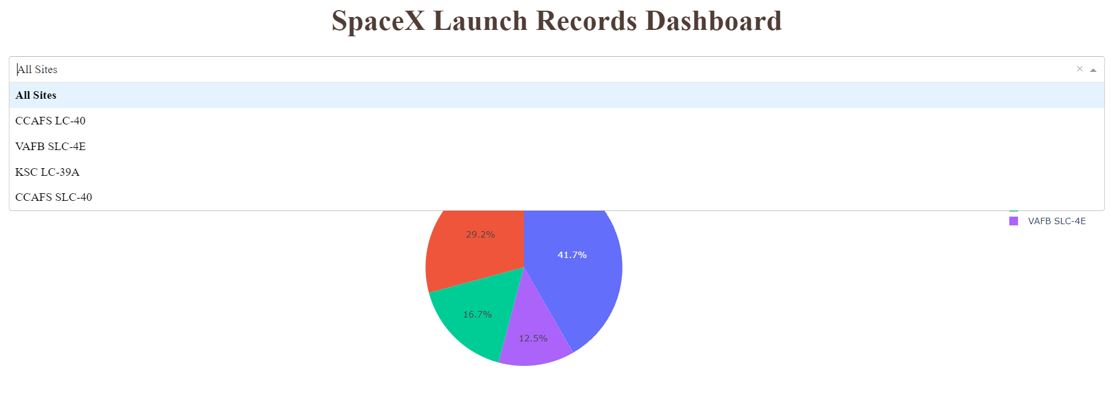 SpaceX Launch Records Dashboard
All Sites
All Sites
CCAFS LC-40
VAFB SLC-4E
KSC LC-39A
CCAFS SLC-40
VAFB SLC-4E
29.2%
41.7%
16.7%
12.5%